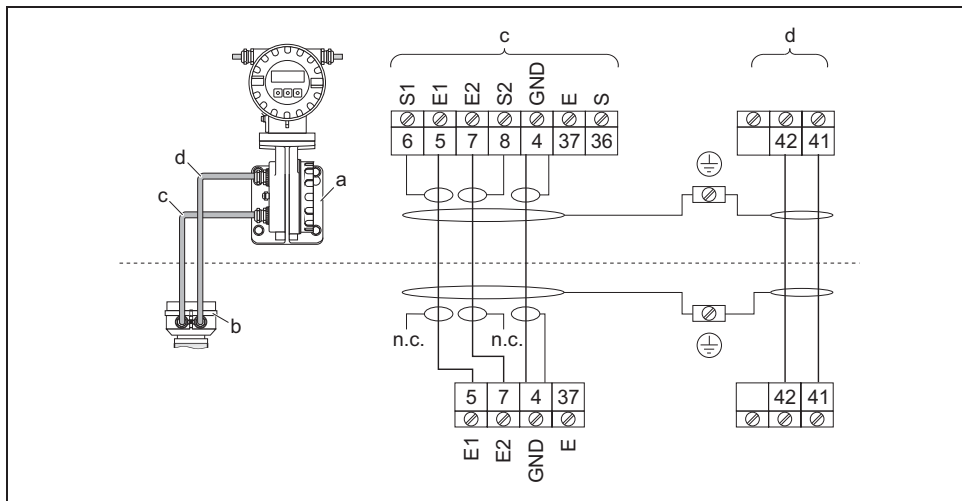 c
d
S1 E1 E2 S2 GND E S
6 5 7 8 4 37 36
42 41
d
c
a
b
n.c. n.c.
5 7 4 37
42 41
E1 E2 GND E